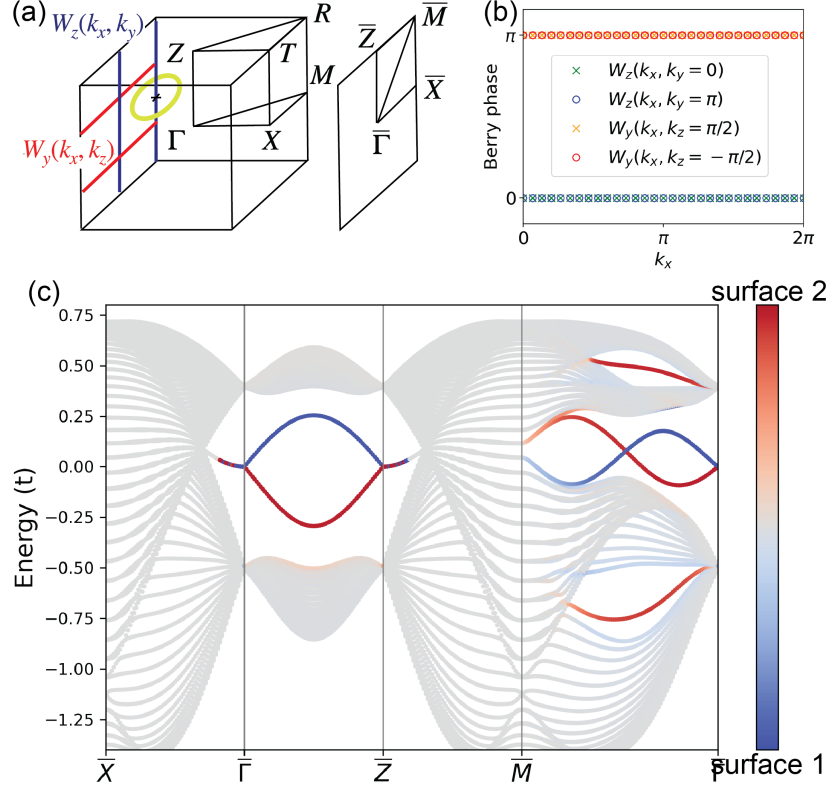 (a)
W_z(k_x, k_y)
W_y(k_x, k_z)
Z
T
R
M
Γ
X
M̅
Z̅
X̅
Γ̅
(b)
Berry phase
π
0
W_z(k_x, k_y = 0)
W_z(k_x, k_y = π)
W_y(k_x, k_z = π/2)
W_y(k_x, k_z = − π/2)
0
π
2π
k_x
(c)
surface 2
Energy (t)
0.75
0.50
0.25
0.00
−0.25
−0.50
−0.75
−1.00
−1.25
X̅
Γ̅
Z̅
M̅
surface 1